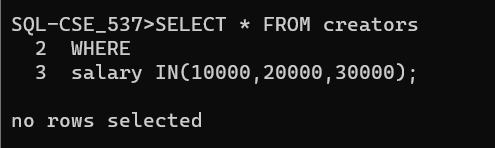 SQL-CSE_537>SELECT * FROM creators
  2  WHERE
  3  salary IN(10000,20000,30000);
no rows selected